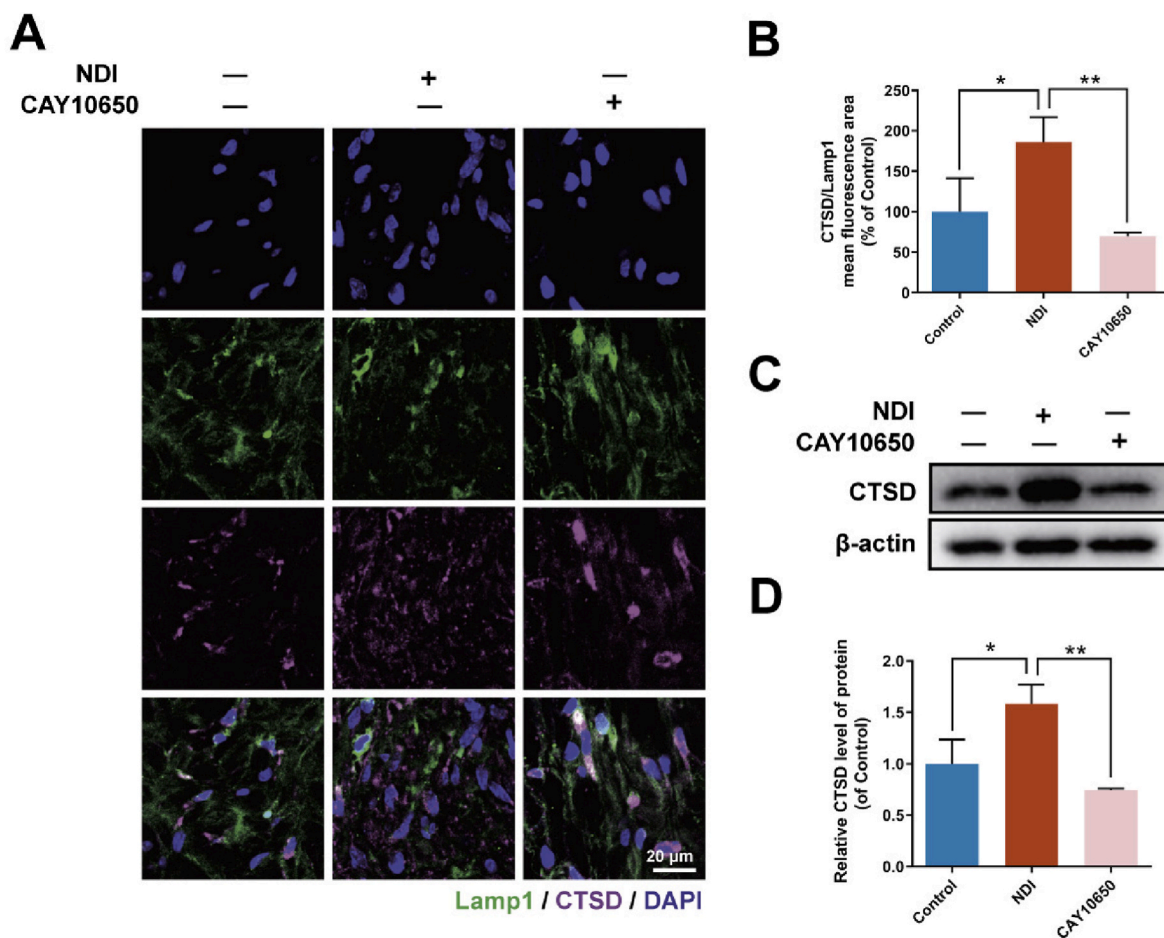 A
NDI — + —
CAY10650 — — +
20 μm
Lamp1 / CTSD / DAPI
B
CTSD/Lamp1
mean fluorescence area
(% of Control)
250
200
150
100
50
0
* **
Control NDI CAY10650
C
NDI — + —
CAY10650 — — +
CTSD
β-actin
D
Relative CTSD level of protein
(of Control)
2.0
1.5
1.0
0.5
0.0
* **
Control NDI CAY10650